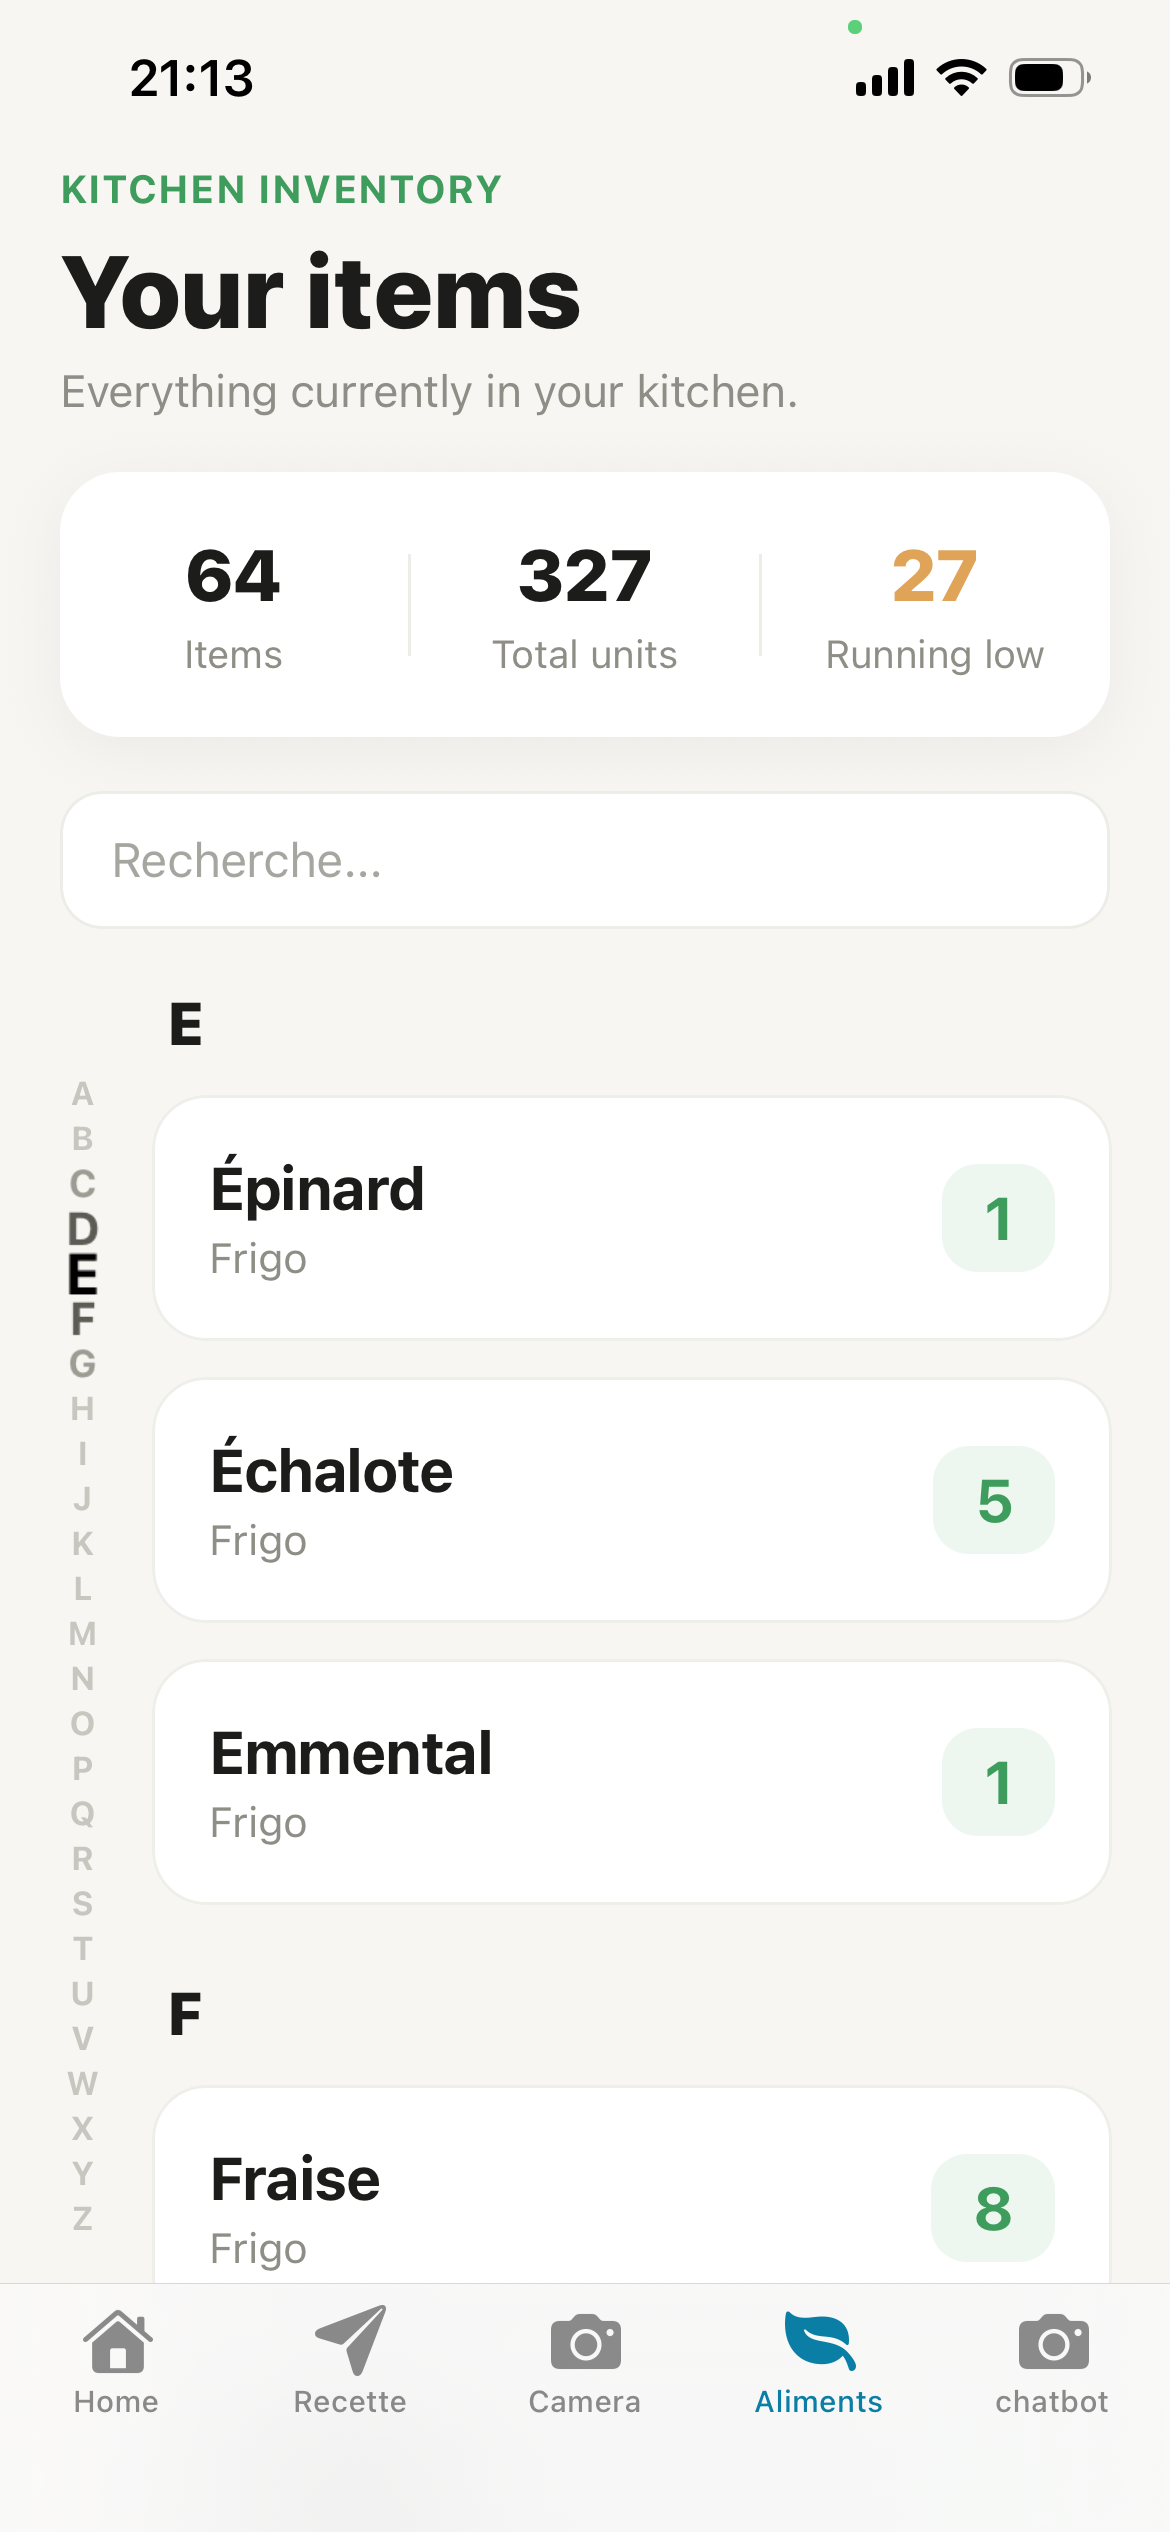 21:13
KITCHEN INVENTORY
Your items
Everything currently in your kitchen.
64
Items
327
Total units
27
Running low
Recherche...
E
Épinard
Frigo
1
Échalote
Frigo
5
Emmental
Frigo
1
F
Fraise
Frigo
8
A
B
C
D
E
F
G
H
I
J
K
L
M
N
O
P
Q
R
S
T
U
V
W
X
Y
Z
Home
Recette
Camera
Aliments
chatbot